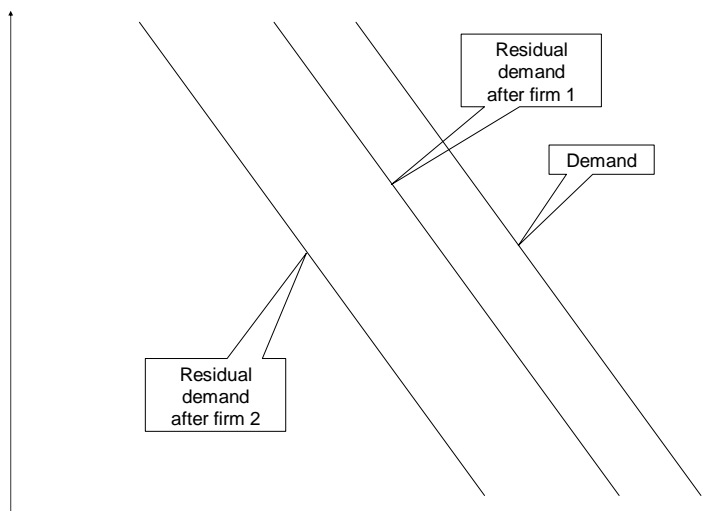 Residual
demand
after firm 1
Demand
Residual
demand
after firm 2